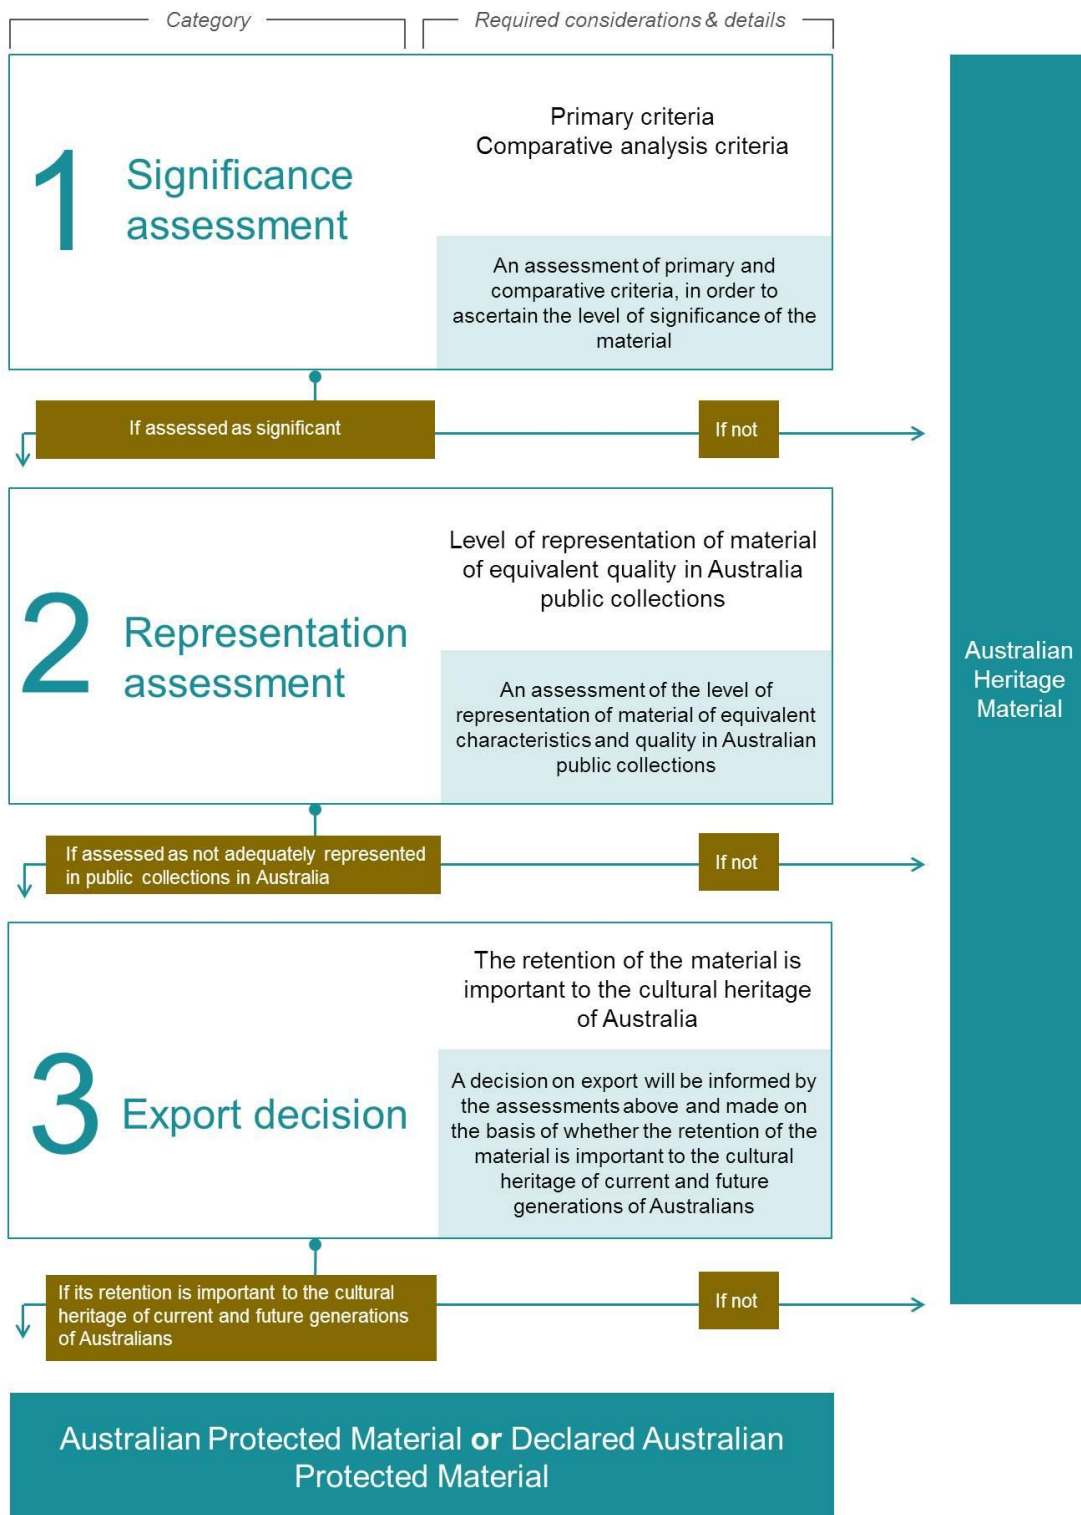 Category
Required considerations & details
1
Significance
assessment
Primary criteria
Comparative analysis criteria
An assessment of primary and
comparative criteria, in order to
ascertain the level of significance of the
material
If assessed as significant
If not
2
Representation
assessment
Level of representation of material
of equivalent quality in Australia
public collections
An assessment of the level of
representation of material of equivalent
characteristics and quality in Australian
public collections
If assessed as not adequately represented
in public collections in Australia
If not
3
Export decision
The retention of the material is
important to the cultural heritage
of Australia
A decision on export will be informed by
the assessments above and made on
the basis of whether the retention of the
material is important to the cultural
heritage of current and future
generations of Australians
If its retention is important to the cultural
heritage of current and future generations
of Australians
If not
Australian
Heritage
Material
Australian Protected Material or Declared Australian
Protected Material